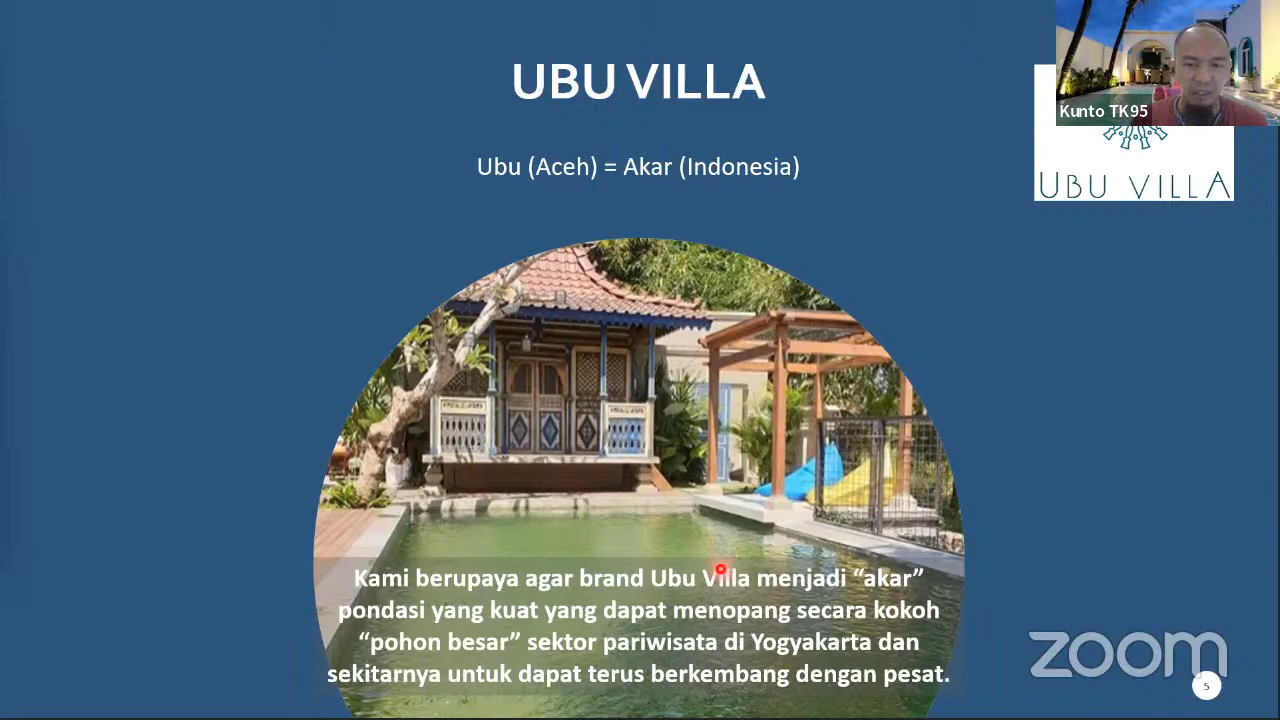 UBU VILLA
Kunto TK95
Ubu (Aceh) = Akar (Indonesia)
UBU VILLA
Kami berupaya agar brand Ubu Villa menjadi “akar”
pondasi yang kuat yang dapat menopang secara kokoh
“pohon besar” sektor pariwisata di Yogyakarta dan
sekitarnya untuk dapat terus berkembang dengan pesat.
zoom
5